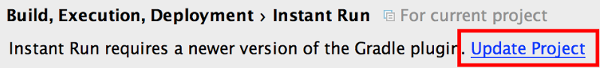 Build, Execution, Deployment › Instant Run For current project
Instant Run requires a newer version of the Gradle plugin. Update Project